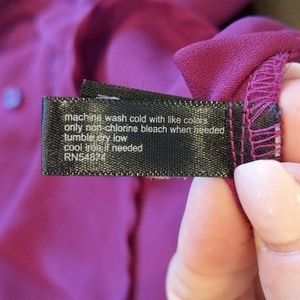 machine wash cold with like colors
only non-chlorine bleach when needed
tumble dry low
cool iron if needed
RN54874